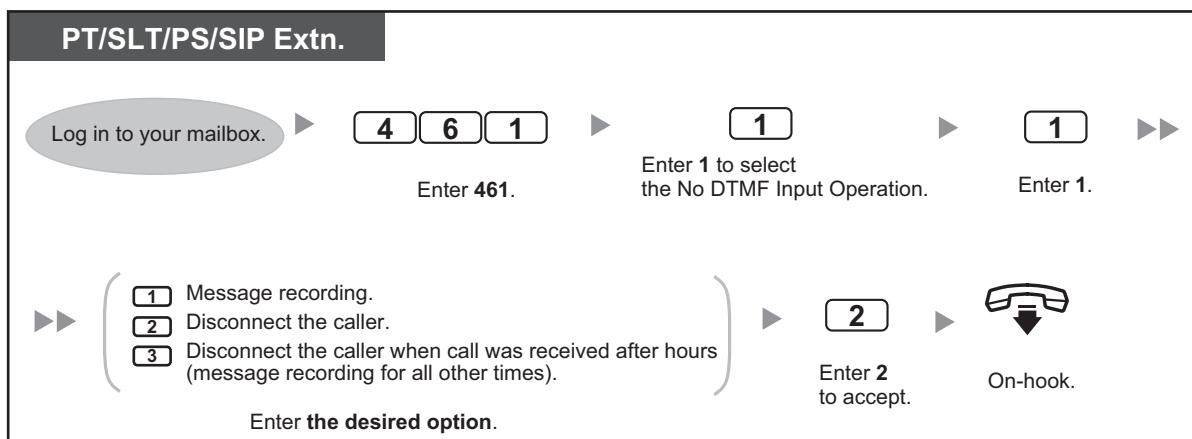 PT/SLT/PS/SIP Extn.
Log in to your mailbox.
4 6 1
Enter 461.
1
Enter 1 to select
the No DTMF Input Operation.
1
Enter 1.
1 Message recording.
2 Disconnect the caller.
3 Disconnect the caller when call was received after hours
(message recording for all other times).
Enter the desired option.
2
Enter 2
to accept.
On-hook.